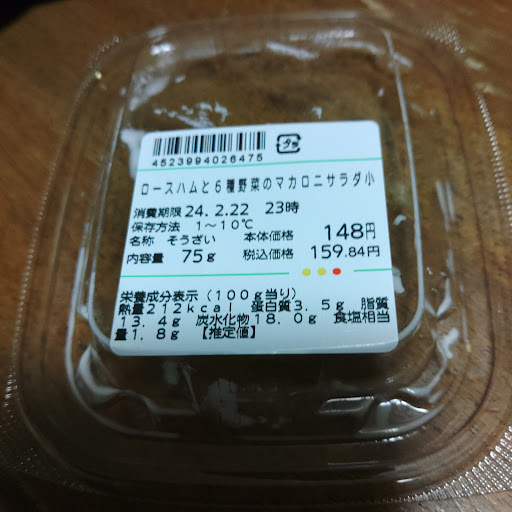 4523994026475
ロースハムと6種野菜のマカロニサラダ小
消費期限 24. 2.22 23時
保存方法 1～10℃
名称 そうざい 本体価格 148円
内容量 75g 税込価格 159.84円
栄養成分表示（100g当り）
熱量212kcal 蛋白質3.5g 脂質
13.4g 炭水化物18.0g 食塩相当
量1.8g 【推定値】